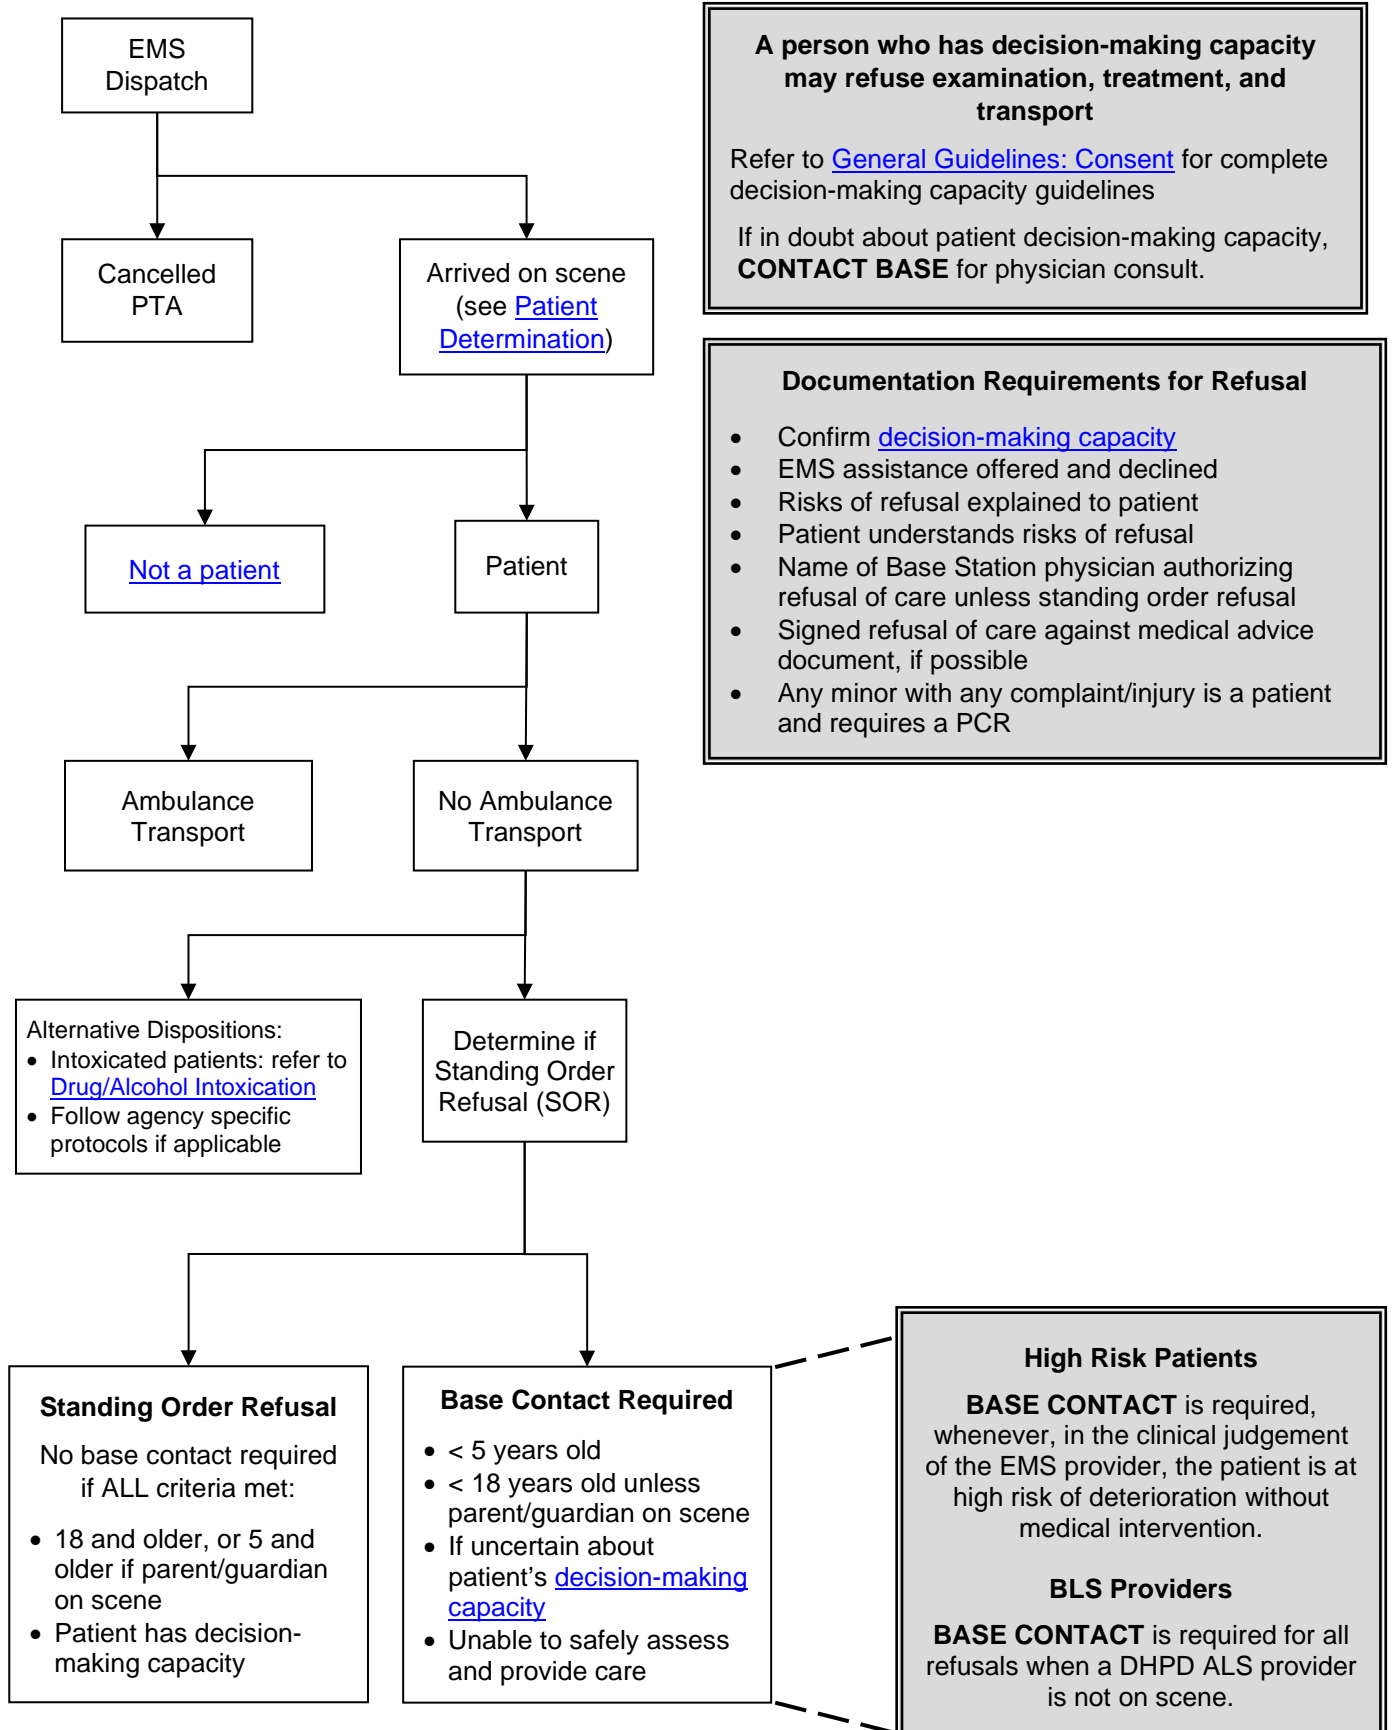 EMS
Dispatch
A person who has decision-making capacity
may refuse examination, treatment, and
transport
Refer to General Guidelines: Consent for complete
decision-making capacity guidelines
If in doubt about patient decision-making capacity,
CONTACT BASE for physician consult.
Cancelled
PTA
Arrived on scene
(see Patient
Determination)
Documentation Requirements for Refusal
• Confirm decision-making capacity
• EMS assistance offered and declined
• Risks of refusal explained to patient
• Patient understands risks of refusal
• Name of Base Station physician authorizing
refusal of care unless standing order refusal
• Signed refusal of care against medical advice
document, if possible
• Any minor with any complaint/injury is a patient
and requires a PCR
Not a patient
Patient
Ambulance
Transport
No Ambulance
Transport
Alternative Dispositions:
• Intoxicated patients: refer to
Drug/Alcohol Intoxication
• Follow agency specific
protocols if applicable
Determine if
Standing Order
Refusal (SOR)
Standing Order Refusal
No base contact required
if ALL criteria met:
• 18 and older, or 5 and
older if parent/guardian
on scene
• Patient has decision-
making capacity
Base Contact Required
• < 5 years old
• < 18 years old unless
parent/guardian on scene
• If uncertain about
patient's decision-making
capacity
• Unable to safely assess
and provide care
High Risk Patients
BASE CONTACT is required,
whenever, in the clinical judgement
of the EMS provider, the patient is at
high risk of deterioration without
medical intervention.
BLS Providers
BASE CONTACT is required for all
refusals when a DHPD ALS provider
is not on scene.